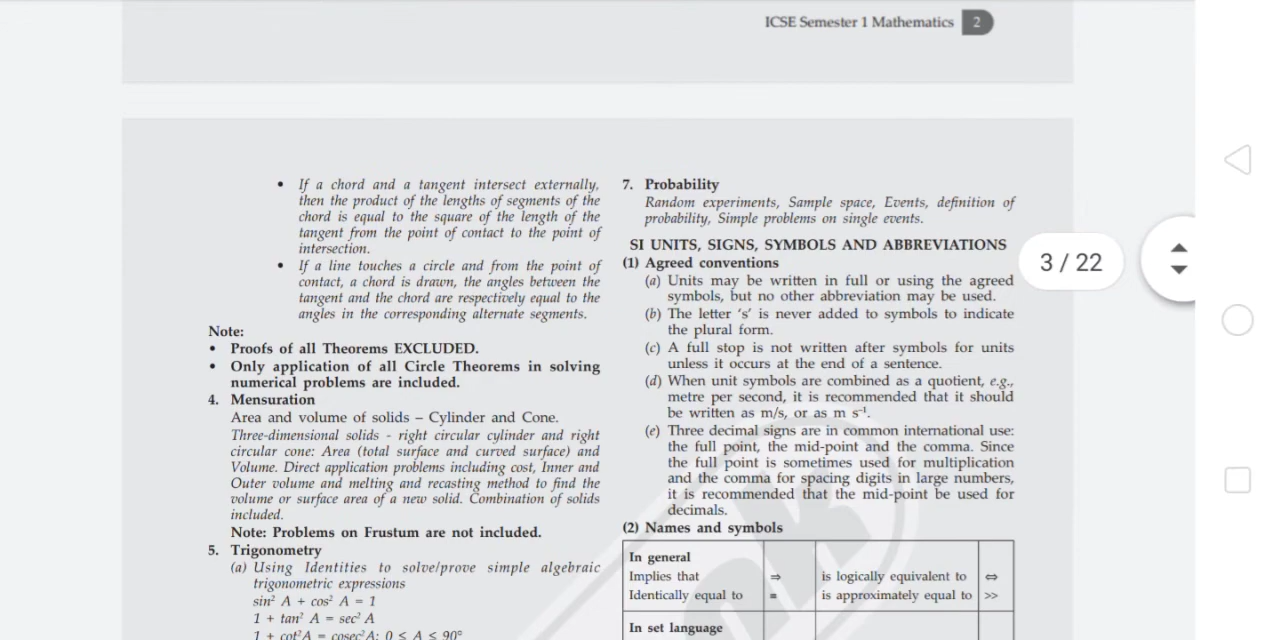 ICSE Semester 1 Mathematics 2
• If a chord and a tangent intersect externally,
then the product of the lengths of segments of the
chord is equal to the square of the length of the
tangent from the point of contact to the point of
intersection.
• If a line touches a circle and from the point of
contact, a chord is drawn, the angles between the
tangent and the chord are respectively equal to the
angles in the corresponding alternate segments.
Note:
• Proofs of all Theorems EXCLUDED.
• Only application of all Circle Theorems in solving
numerical problems are included.
4. Mensuration
Area and volume of solids – Cylinder and Cone.
Three-dimensional solids - right circular cylinder and right
circular cone: Area (total surface and curved surface) and
Volume. Direct application problems including cost, Inner and
Outer volume and melting and recasting method to find the
volume or surface area of a new solid. Combination of solids
included.
Note: Problems on Frustum are not included.
5. Trigonometry
(a) Using Identities to solve/prove simple algebraic
trigonometric expressions
sin² A + cos² A = 1
1 + tan² A = sec² A
1 + cot²A = cosec²A; 0 ≤ A ≤ 90°
7. Probability
Random experiments, Sample space, Events, definition of
probability, Simple problems on single events.
SI UNITS, SIGNS, SYMBOLS AND ABBREVIATIONS
(1) Agreed conventions
(a) Units may be written in full or using the agreed
symbols, but no other abbreviation may be used.
(b) The letter ‘s’ is never added to symbols to indicate
the plural form.
(c) A full stop is not written after symbols for units
unless it occurs at the end of a sentence.
(d) When unit symbols are combined as a quotient, e.g.,
metre per second, it is recommended that it should
be written as m/s, or as m s⁻¹.
(e) Three decimal signs are in common international use:
the full point, the mid-point and the comma. Since
the full point is sometimes used for multiplication
and the comma for spacing digits in large numbers,
it is recommended that the mid-point be used for
decimals.
(2) Names and symbols
In general
Implies that ⇒ is logically equivalent to ⇔
Identically equal to ≡ is approximately equal to >>
In set language
3 / 22